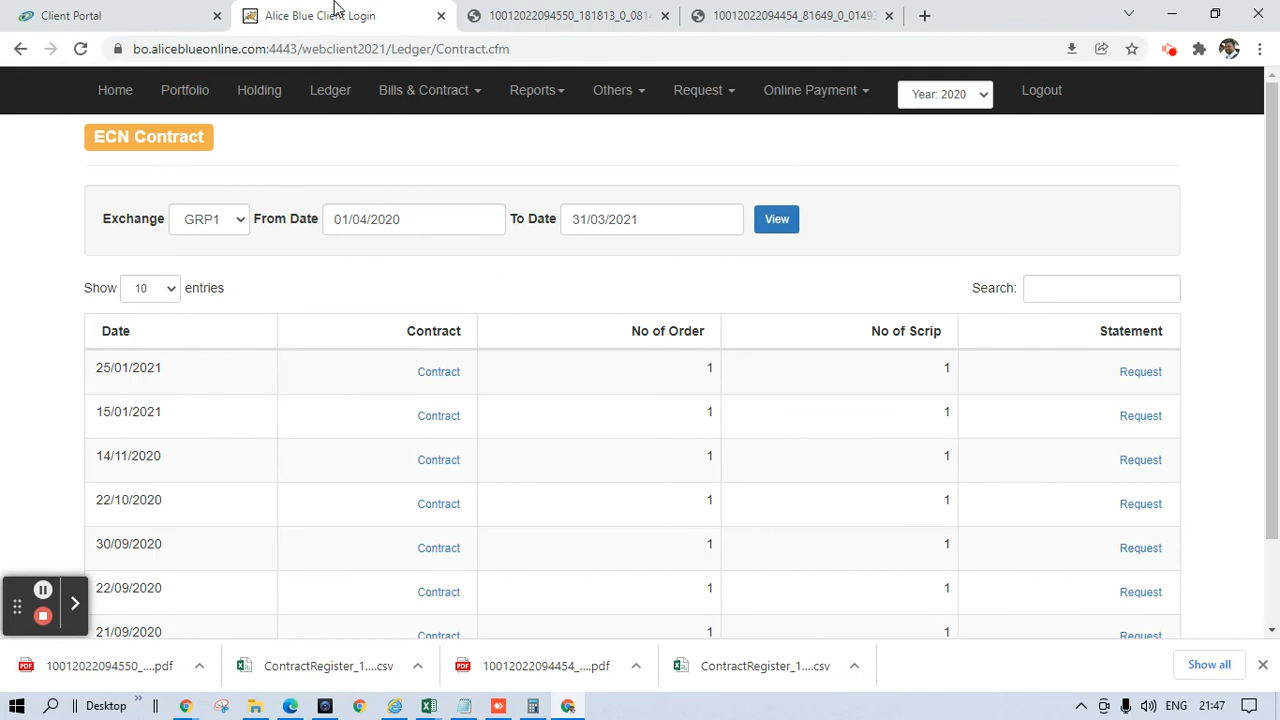 Client Portal
Alice Blue Client Login
10012022094550_181813_0_081
10012022094454_81649_0_0149
bo.aliceblueonline.com:4443/webclient2021/Ledger/Contract.cfm
Home Portfolio Holding Ledger Bills & Contract Reports Others Request Online Payment Year: 2020 Logout
ECN Contract
Exchange GRP1 From Date 01/04/2020 To Date 31/03/2021 View
Show 10 entries Search:
Date Contract No of Order No of Scrip Statement
25/01/2021 Contract 1 1 Request
15/01/2021 Contract 1 1 Request
14/11/2020 Contract 1 1 Request
22/10/2020 Contract 1 1 Request
30/09/2020 Contract 1 1 Request
22/09/2020 Contract 1 1 Request
21/09/2020 Contract 1 1 Request
10012022094550_....pdf ContractRegister_1....csv 10012022094454_....pdf ContractRegister_1....csv Show all
Desktop ENG 21:47